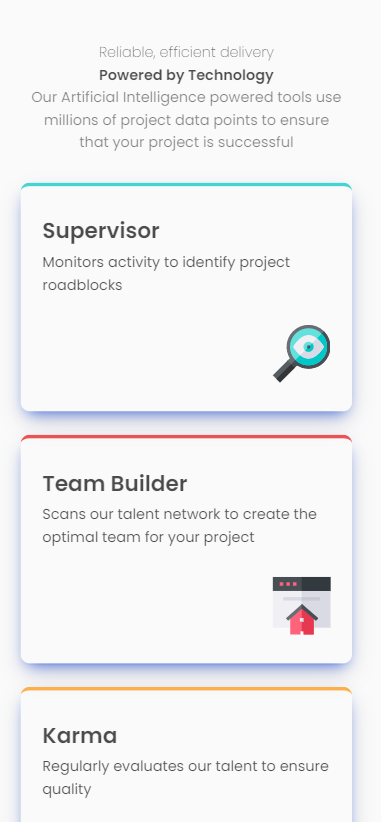 Reliable, efficient delivery
Powered by Technology
Our Artificial Intelligence powered tools use
millions of project data points to ensure
that your project is successful
Supervisor
Monitors activity to identify project
roadblocks
Team Builder
Scans our talent network to create the
optimal team for your project
Karma
Regularly evaluates our talent to ensure
quality